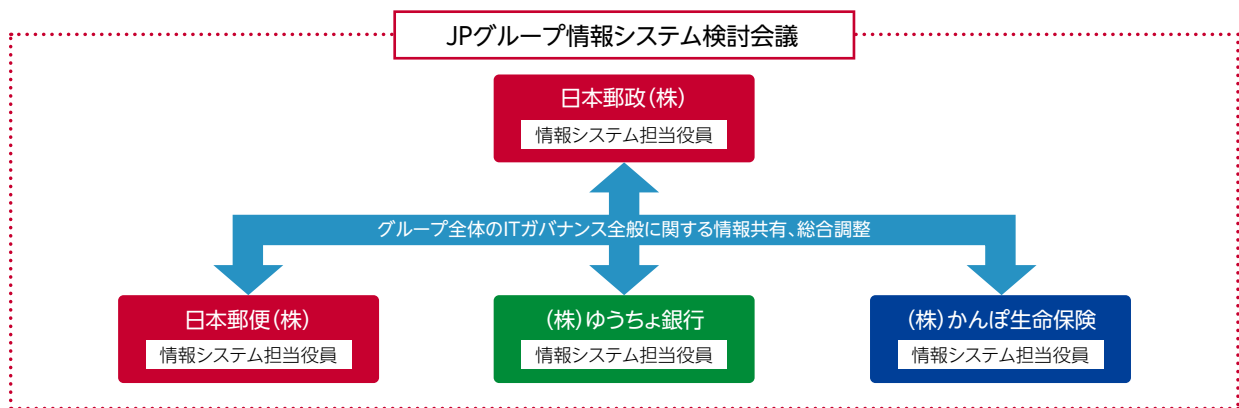 JPグループ情報システム検討会議
日本郵政(株)
情報システム担当役員
グループ全体のITガバナンス全般に関する情報共有、総合調整
日本郵便(株)
情報システム担当役員
(株)ゆうちょ銀行
情報システム担当役員
(株)かんぽ生命保険
情報システム担当役員